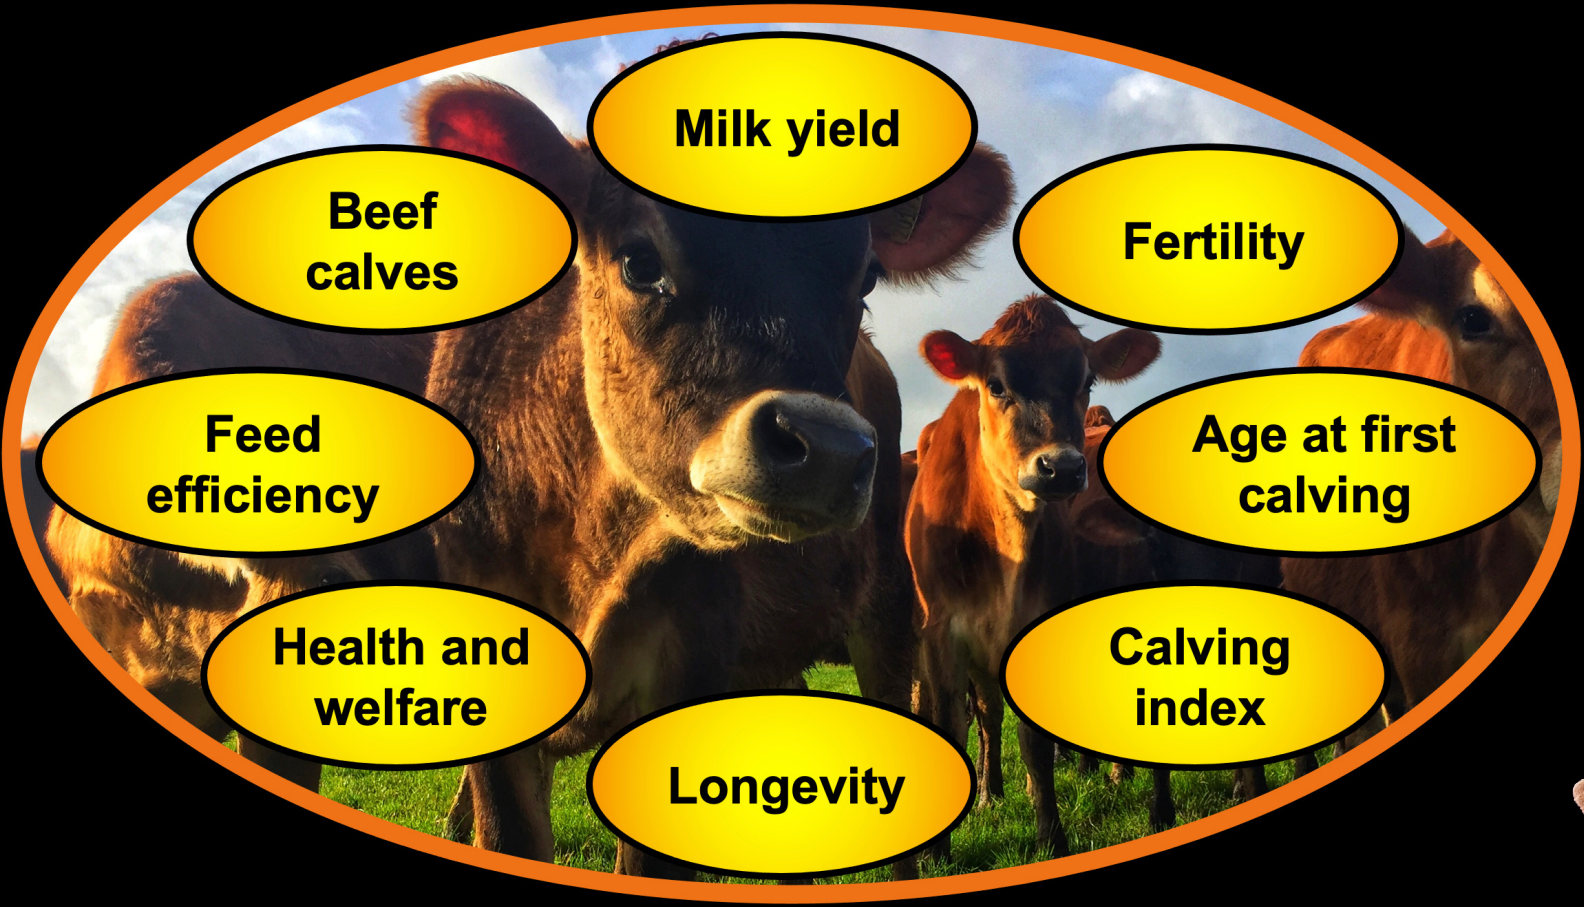 Milk yield
Fertility
Age at first
calving
Calving
index
Longevity
Health and
welfare
Feed
efficiency
Beef
calves